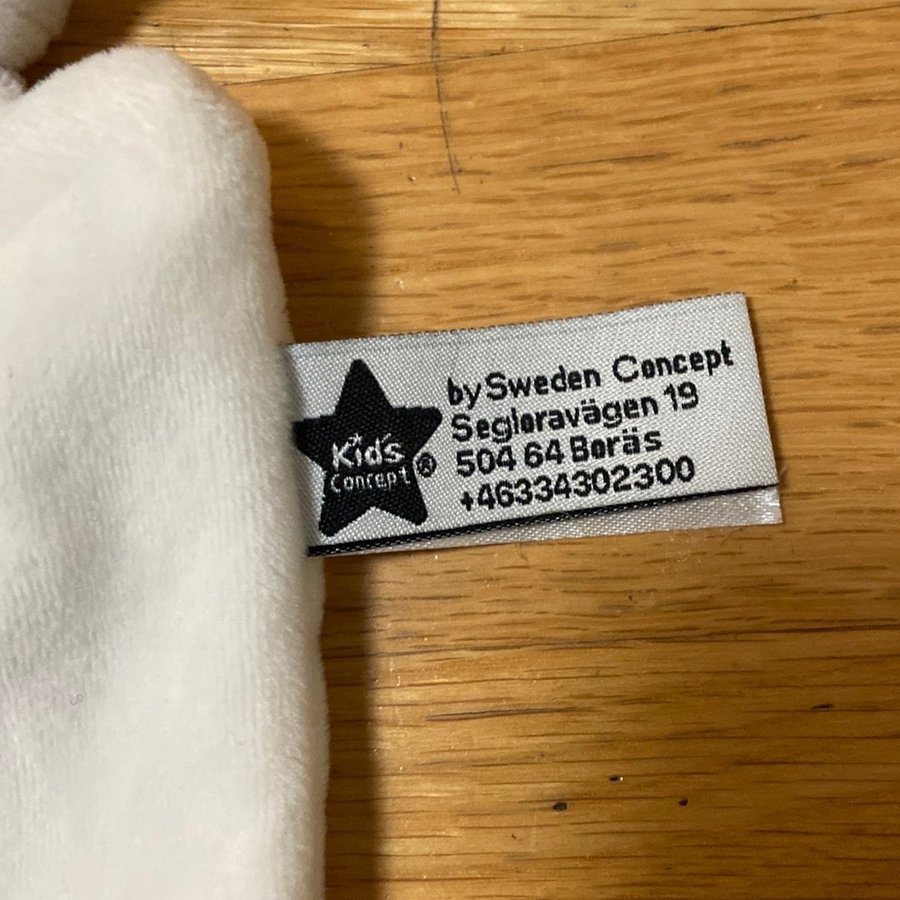 Kid's
Concept®
by Sweden Concept
Segloravägen 19
504 64 Borås
+46334302300